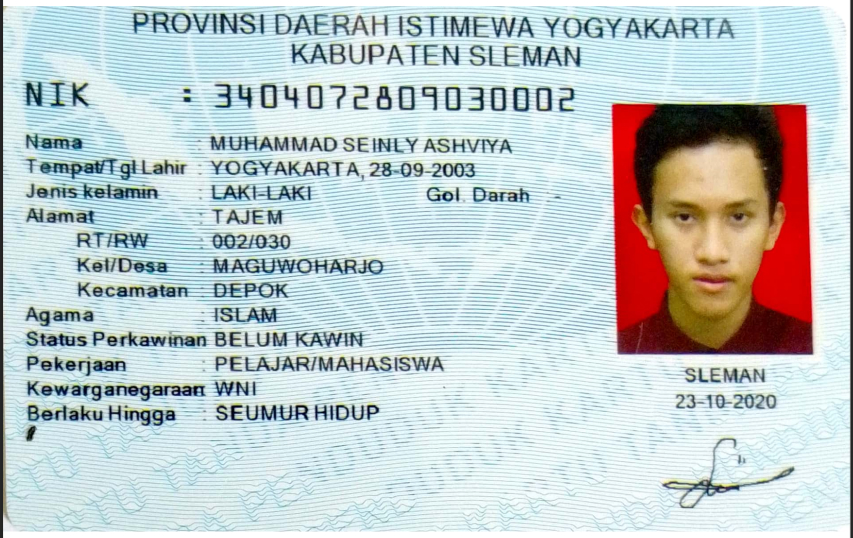 PROVINSI DAERAH ISTIMEWA YOGYAKARTA
KABUPATEN SLEMAN
NIK : 3404072809030002
Nama : MUHAMMAD SEINLY ASHVIYA
Tempat/Tgl Lahir : YOGYAKARTA, 28-09-2003
Jenis kelamin : LAKI-LAKI Gol. Darah -
Alamat : TAJEM
RT/RW : 002/030
Kel/Desa : MAGUWOHARJO
Kecamatan : DEPOK
Agama : ISLAM
Status Perkawinan BELUM KAWIN
Pekerjaan : PELAJAR/MAHASISWA
Kewarganegaraan WNI
Berlaku Hingga : SEUMUR HIDUP
SLEMAN
23-10-2020